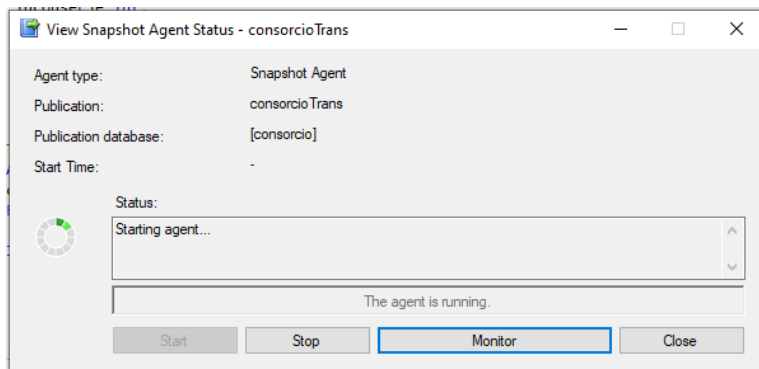 View Snapshot Agent Status - consorcioTrans
Agent type: Snapshot Agent
Publication: consorcioTrans
Publication database: [consorcio]
Start Time: -
Status:
Starting agent...
The agent is running.
Start Stop Monitor Close